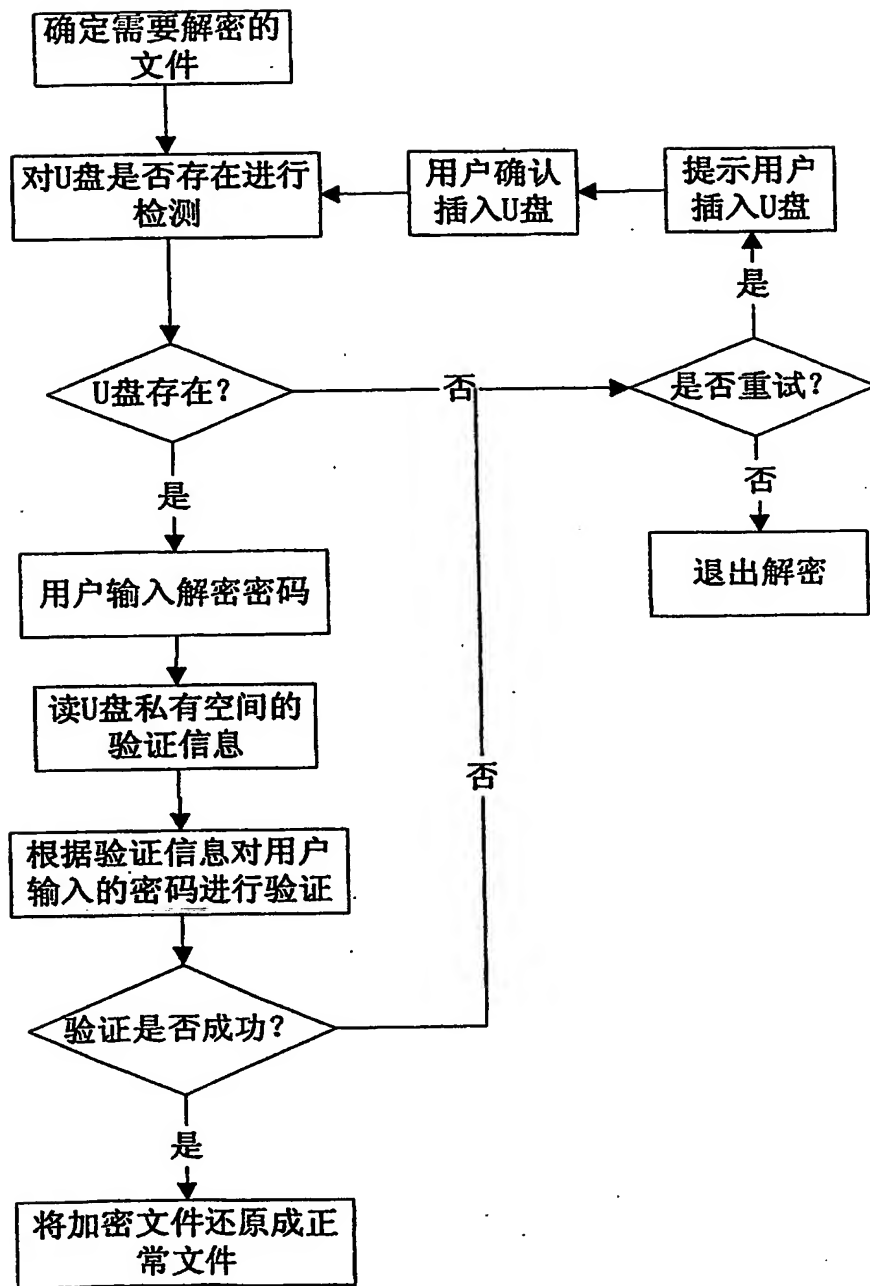 确定需要解密的
文件
对U盘是否存在进行
检测
用户确认
插入U盘
提示用户
插入U盘
是
U盘存在?
否
是否重试?
是
否
用户输入解密密码
退出解密
读U盘私有空间的
验证信息
否
根据验证信息对用户
输入的密码进行验证
验证是否成功?
是
将加密文件还原成正
常文件